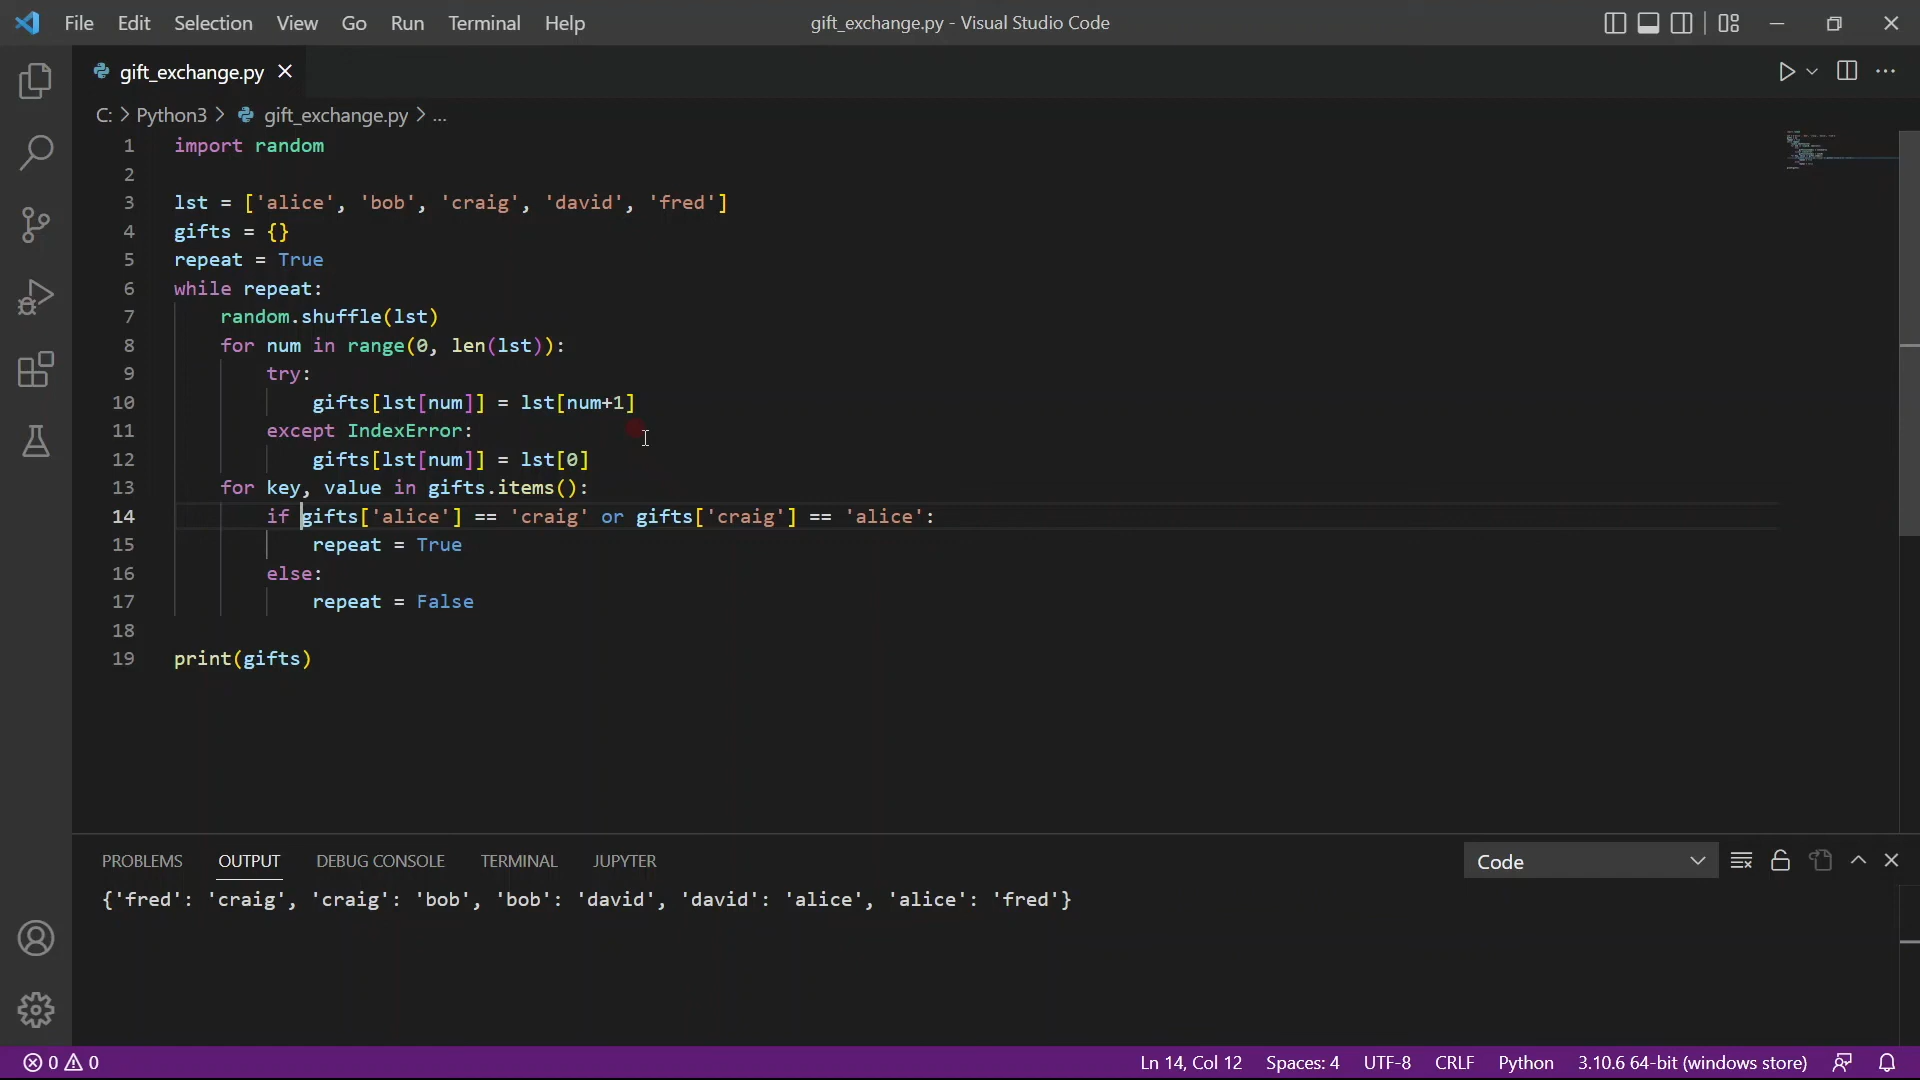 File Edit Selection View Go Run Terminal Help
gift_exchange.py - Visual Studio Code
gift_exchange.py
C: > Python3 > gift_exchange.py > ...
1 import random
2
3 lst = ['alice', 'bob', 'craig', 'david', 'fred']
4 gifts = {}
5 repeat = True
6 while repeat:
7     random.shuffle(lst)
8     for num in range(0, len(lst)):
9         try:
10             gifts[lst[num]] = lst[num+1]
11         except IndexError:
12             gifts[lst[num]] = lst[0]
13     for key, value in gifts.items():
14         if gifts['alice'] == 'craig' or gifts['craig'] == 'alice':
15             repeat = True
16         else:
17             repeat = False
18
19 print(gifts)
PROBLEMS OUTPUT DEBUG CONSOLE TERMINAL JUPYTER
Code
{'fred': 'craig', 'craig': 'bob', 'bob': 'david', 'david': 'alice', 'alice': 'fred'}
0 0
Ln 14, Col 12 Spaces: 4 UTF-8 CRLF Python 3.10.6 64-bit (windows store)